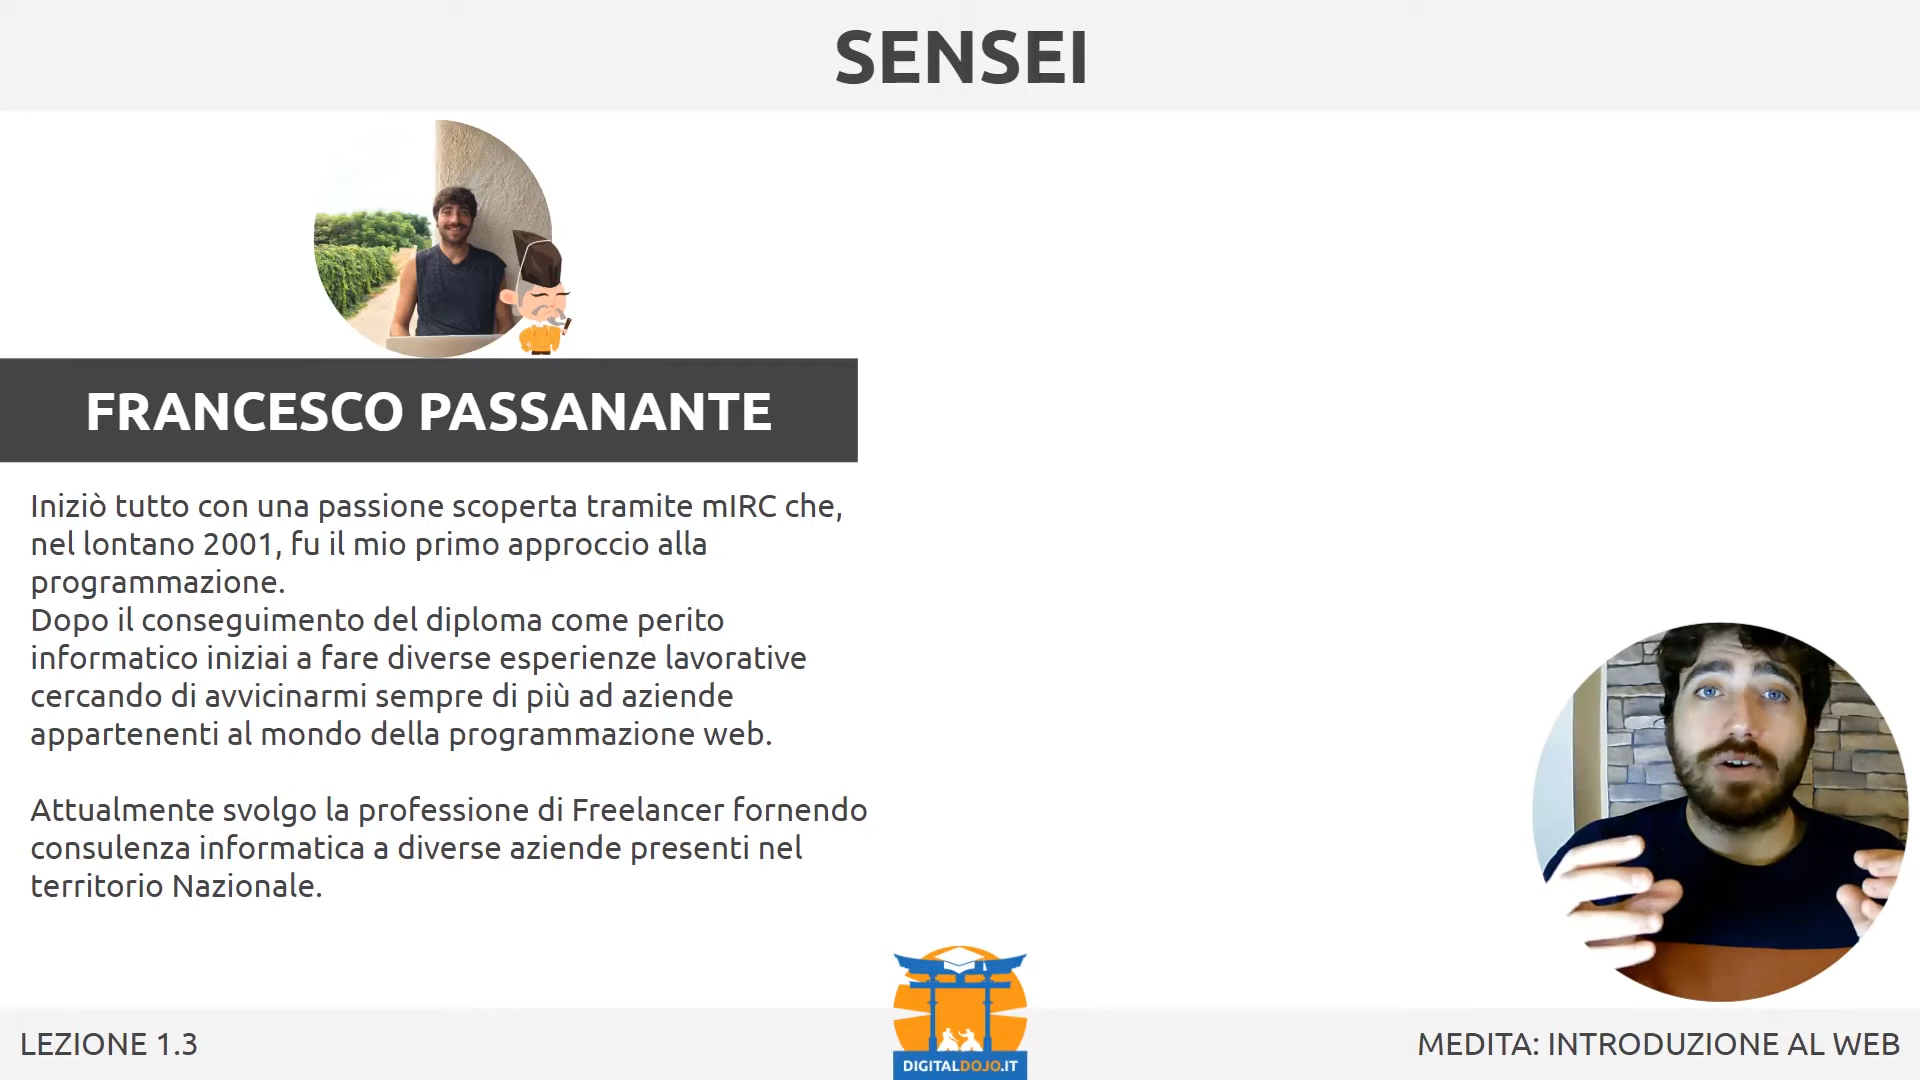 SENSEI
FRANCESCO PASSANANTE
Iniziò tutto con una passione scoperta tramite mIRC che,
nel lontano 2001, fu il mio primo approccio alla
programmazione.
Dopo il conseguimento del diploma come perito
informatico iniziai a fare diverse esperienze lavorative
cercando di avvicinarmi sempre di più ad aziende
appartenenti al mondo della programmazione web.
Attualmente svolgo la professione di Freelancer fornendo
consulenza informatica a diverse aziende presenti nel
territorio Nazionale.
LEZIONE 1.3
DIGITALDOJO.IT
MEDITA: INTRODUZIONE AL WEB